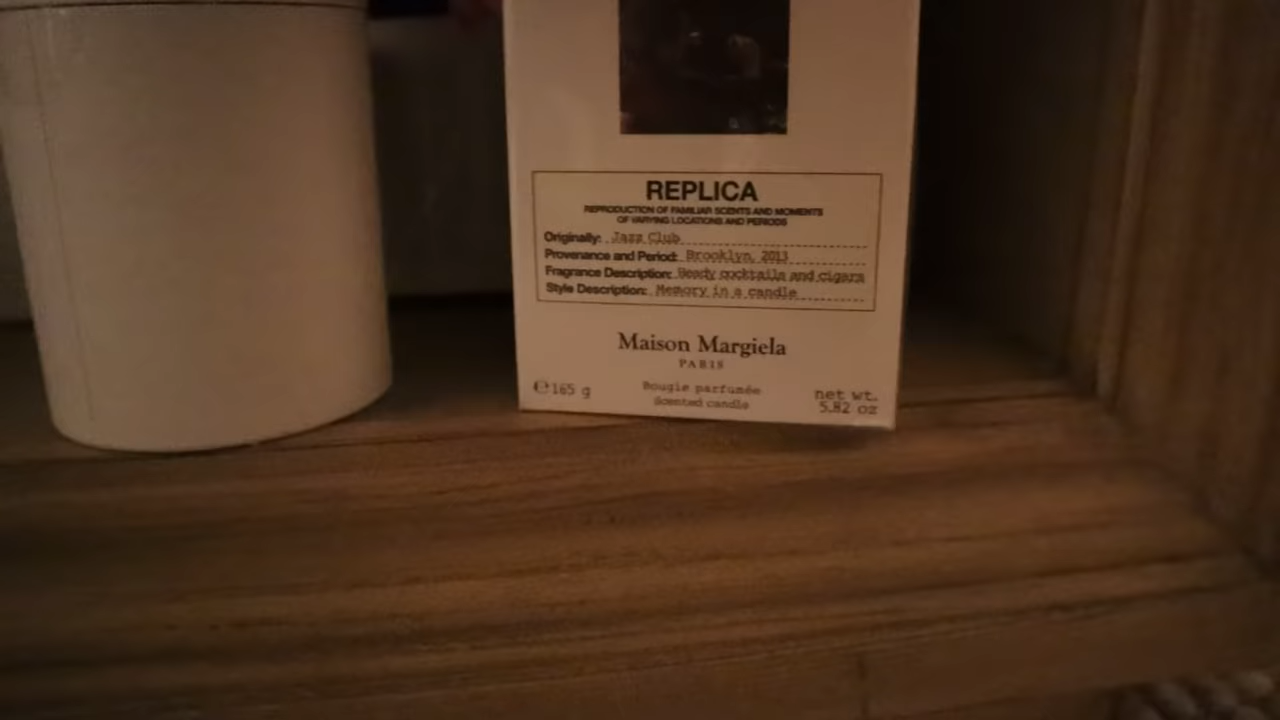 REPLICA
REPRODUCTION OF FAMILIAR SCENTS AND MOMENTS
OF VARYING LOCATIONS AND PERIODS
Originally: Jazz Club
Provenance and Period: Brooklyn, 2013
Fragrance Description: Heady cocktails and cigars
Style Description: Memory in a candle
Maison Margiela
PARIS
℮165 g
Bougie parfumée
Scented candle
net wt.
5.82 oz